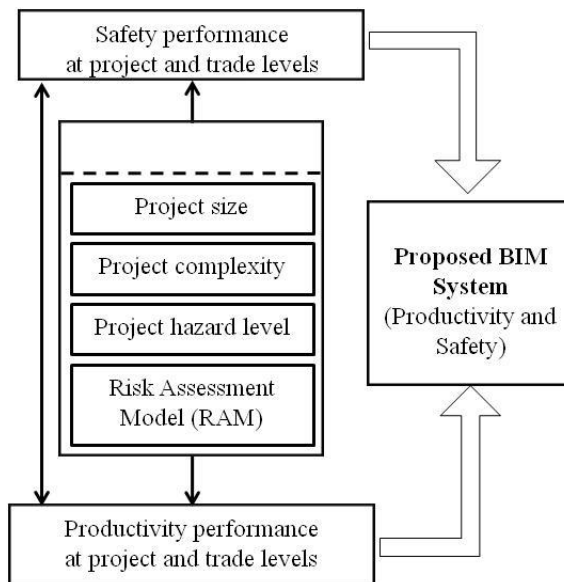 Safety performance
at project and trade levels
Project size
Project complexity
Project hazard level
Risk Assessment
Model (RAM)
Productivity performance
at project and trade levels
Proposed BIM
System
(Productivity and
Safety)